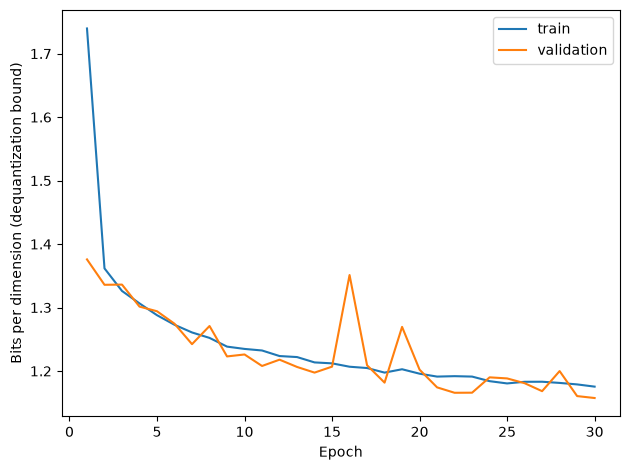 train
validation
1.7
1.6
1.5
1.4
1.3
1.2
Bits per dimension (dequantization bound)
0 5 10 15 20 25 30
Epoch